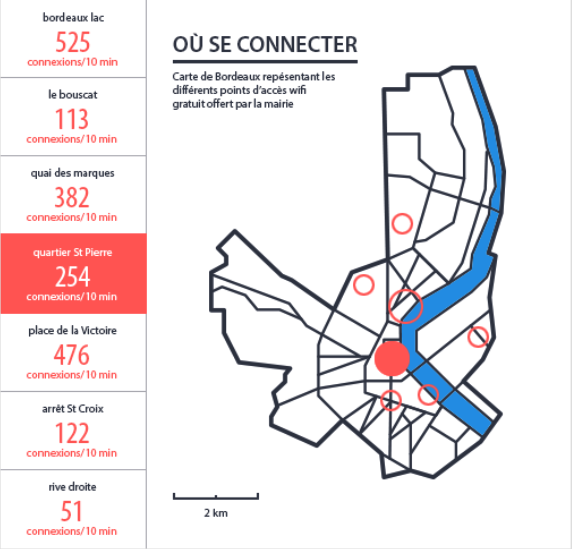 bordeaux lac
525
connexions/10 min
le bouscat
113
connexions/10 min
quai des marques
382
connexions/10 min
quartier St Pierre
254
connexions/10 min
place de la Victoire
476
connexions/10 min
arrêt St Croix
122
connexions/10 min
rive droite
51
connexions/10 min
OÙ SE CONNECTER
Carte de Bordeaux repésentant les
différents points d'accès wifi
gratuit offert par la mairie
2 km